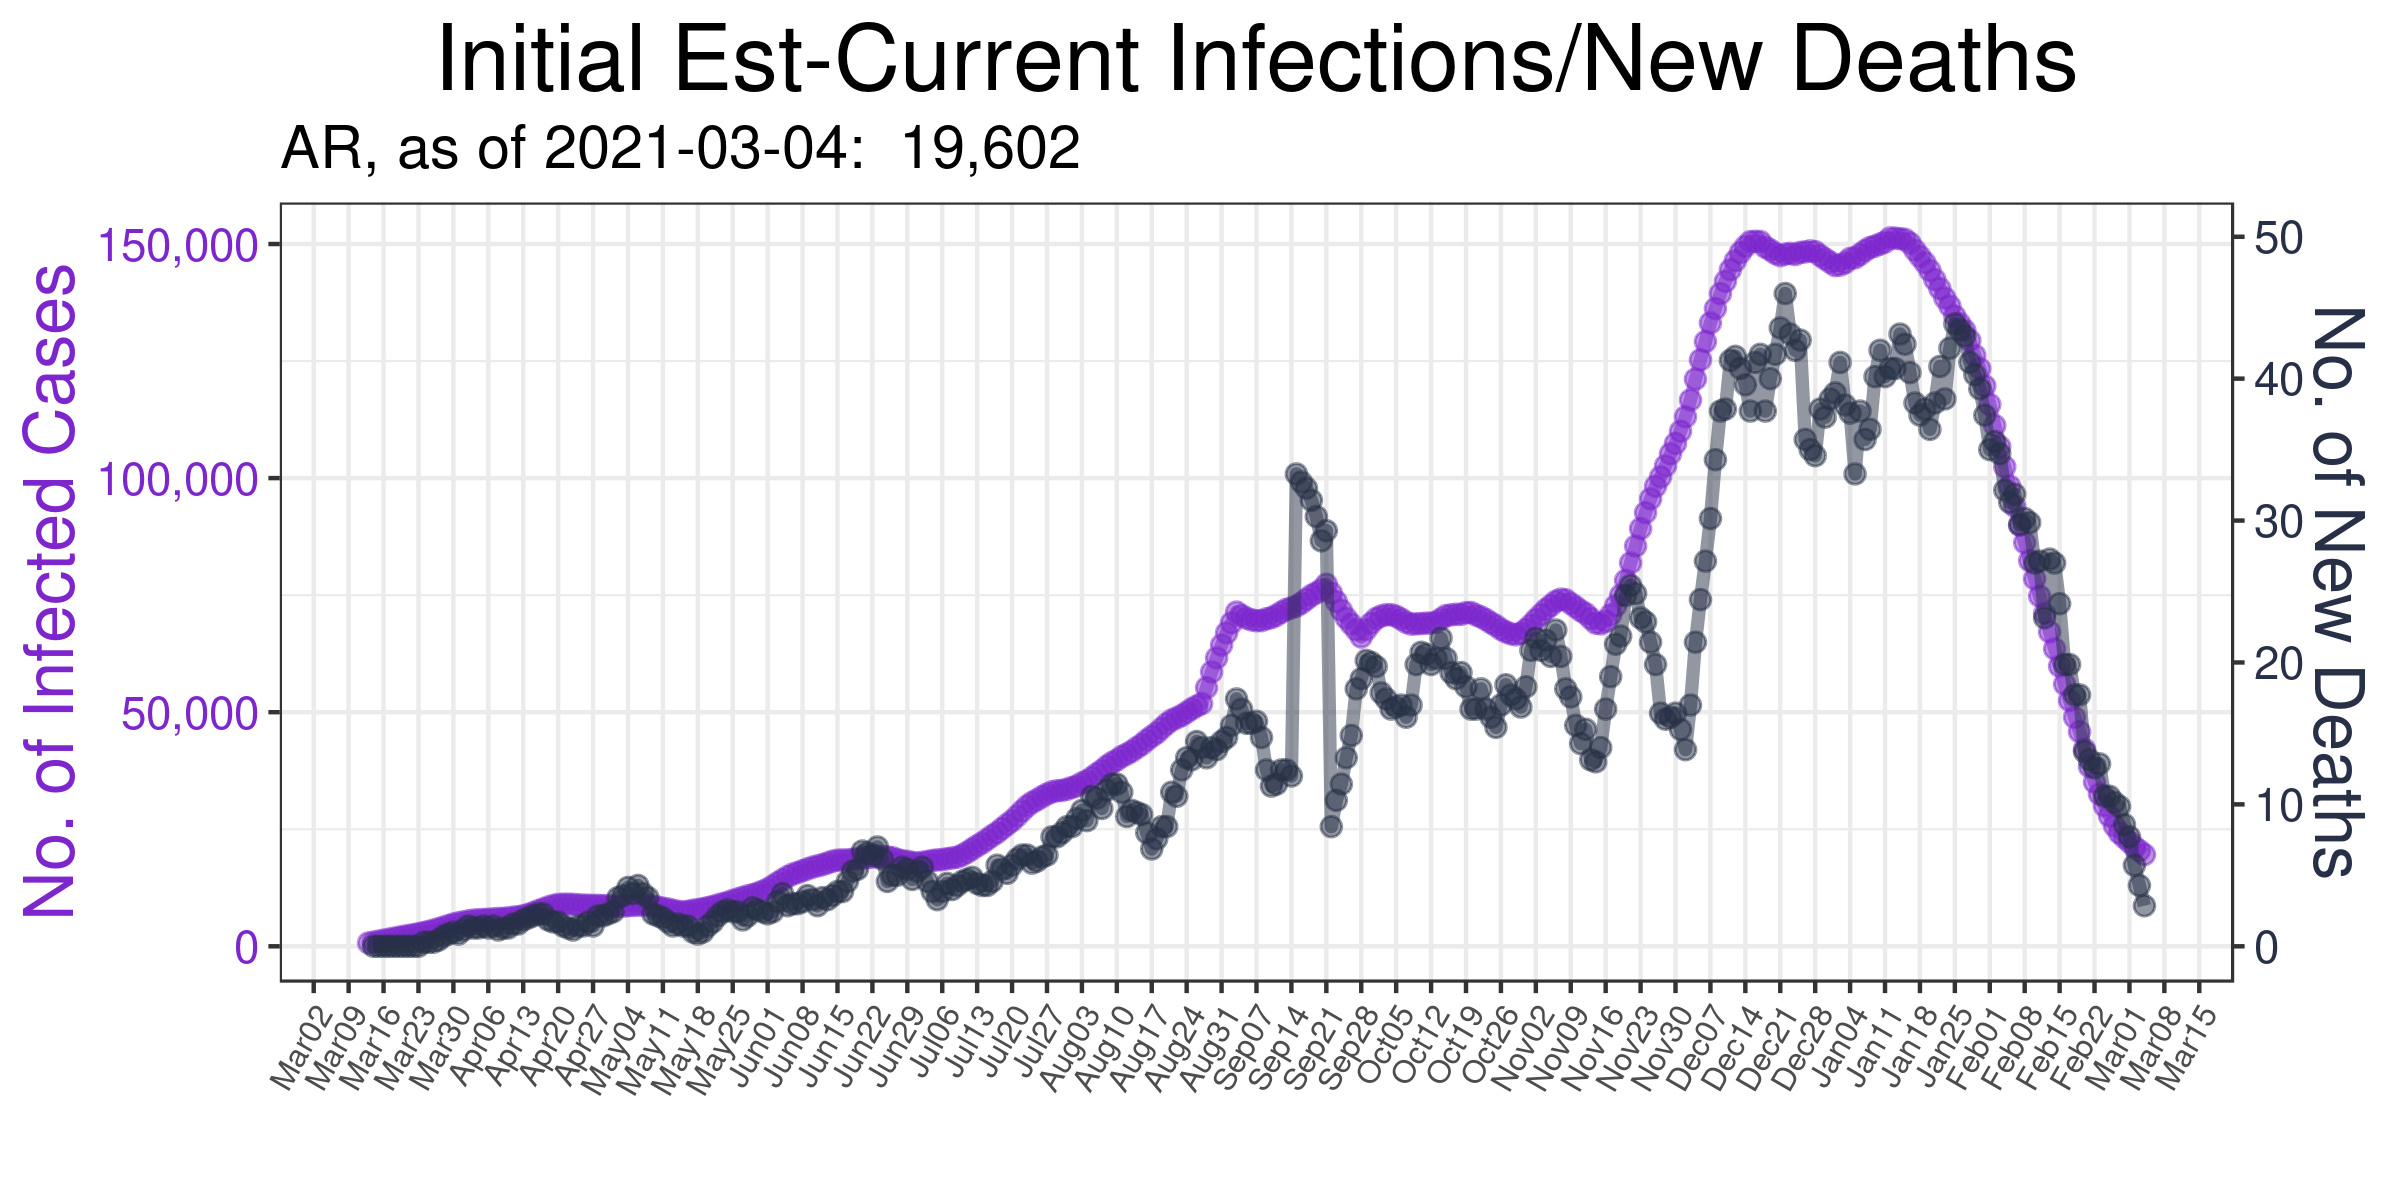 Initial Est-Current Infections/New Deaths
AR, as of 2021-03-04:  19,602
No. of Infected Cases
150,000
100,000
50,000
0
50
40
30
20
10
0
No. of New Deaths
Mar02
Mar09
Mar16
Mar23
Mar30
Apr06
Apr13
Apr20
Apr27
May04
May11
May18
May25
Jun01
Jun08
Jun15
Jun22
Jun29
Jul06
Jul13
Jul20
Jul27
Aug03
Aug10
Aug17
Aug24
Aug31
Sep07
Sep14
Sep21
Sep28
Oct05
Oct12
Oct19
Oct26
Nov02
Nov09
Nov16
Nov23
Nov30
Dec07
Dec14
Dec21
Dec28
Dec04
Jan11
Jan18
Jan25
Feb01
Feb08
Feb15
Feb22
Mar01
Mar08
Mar15